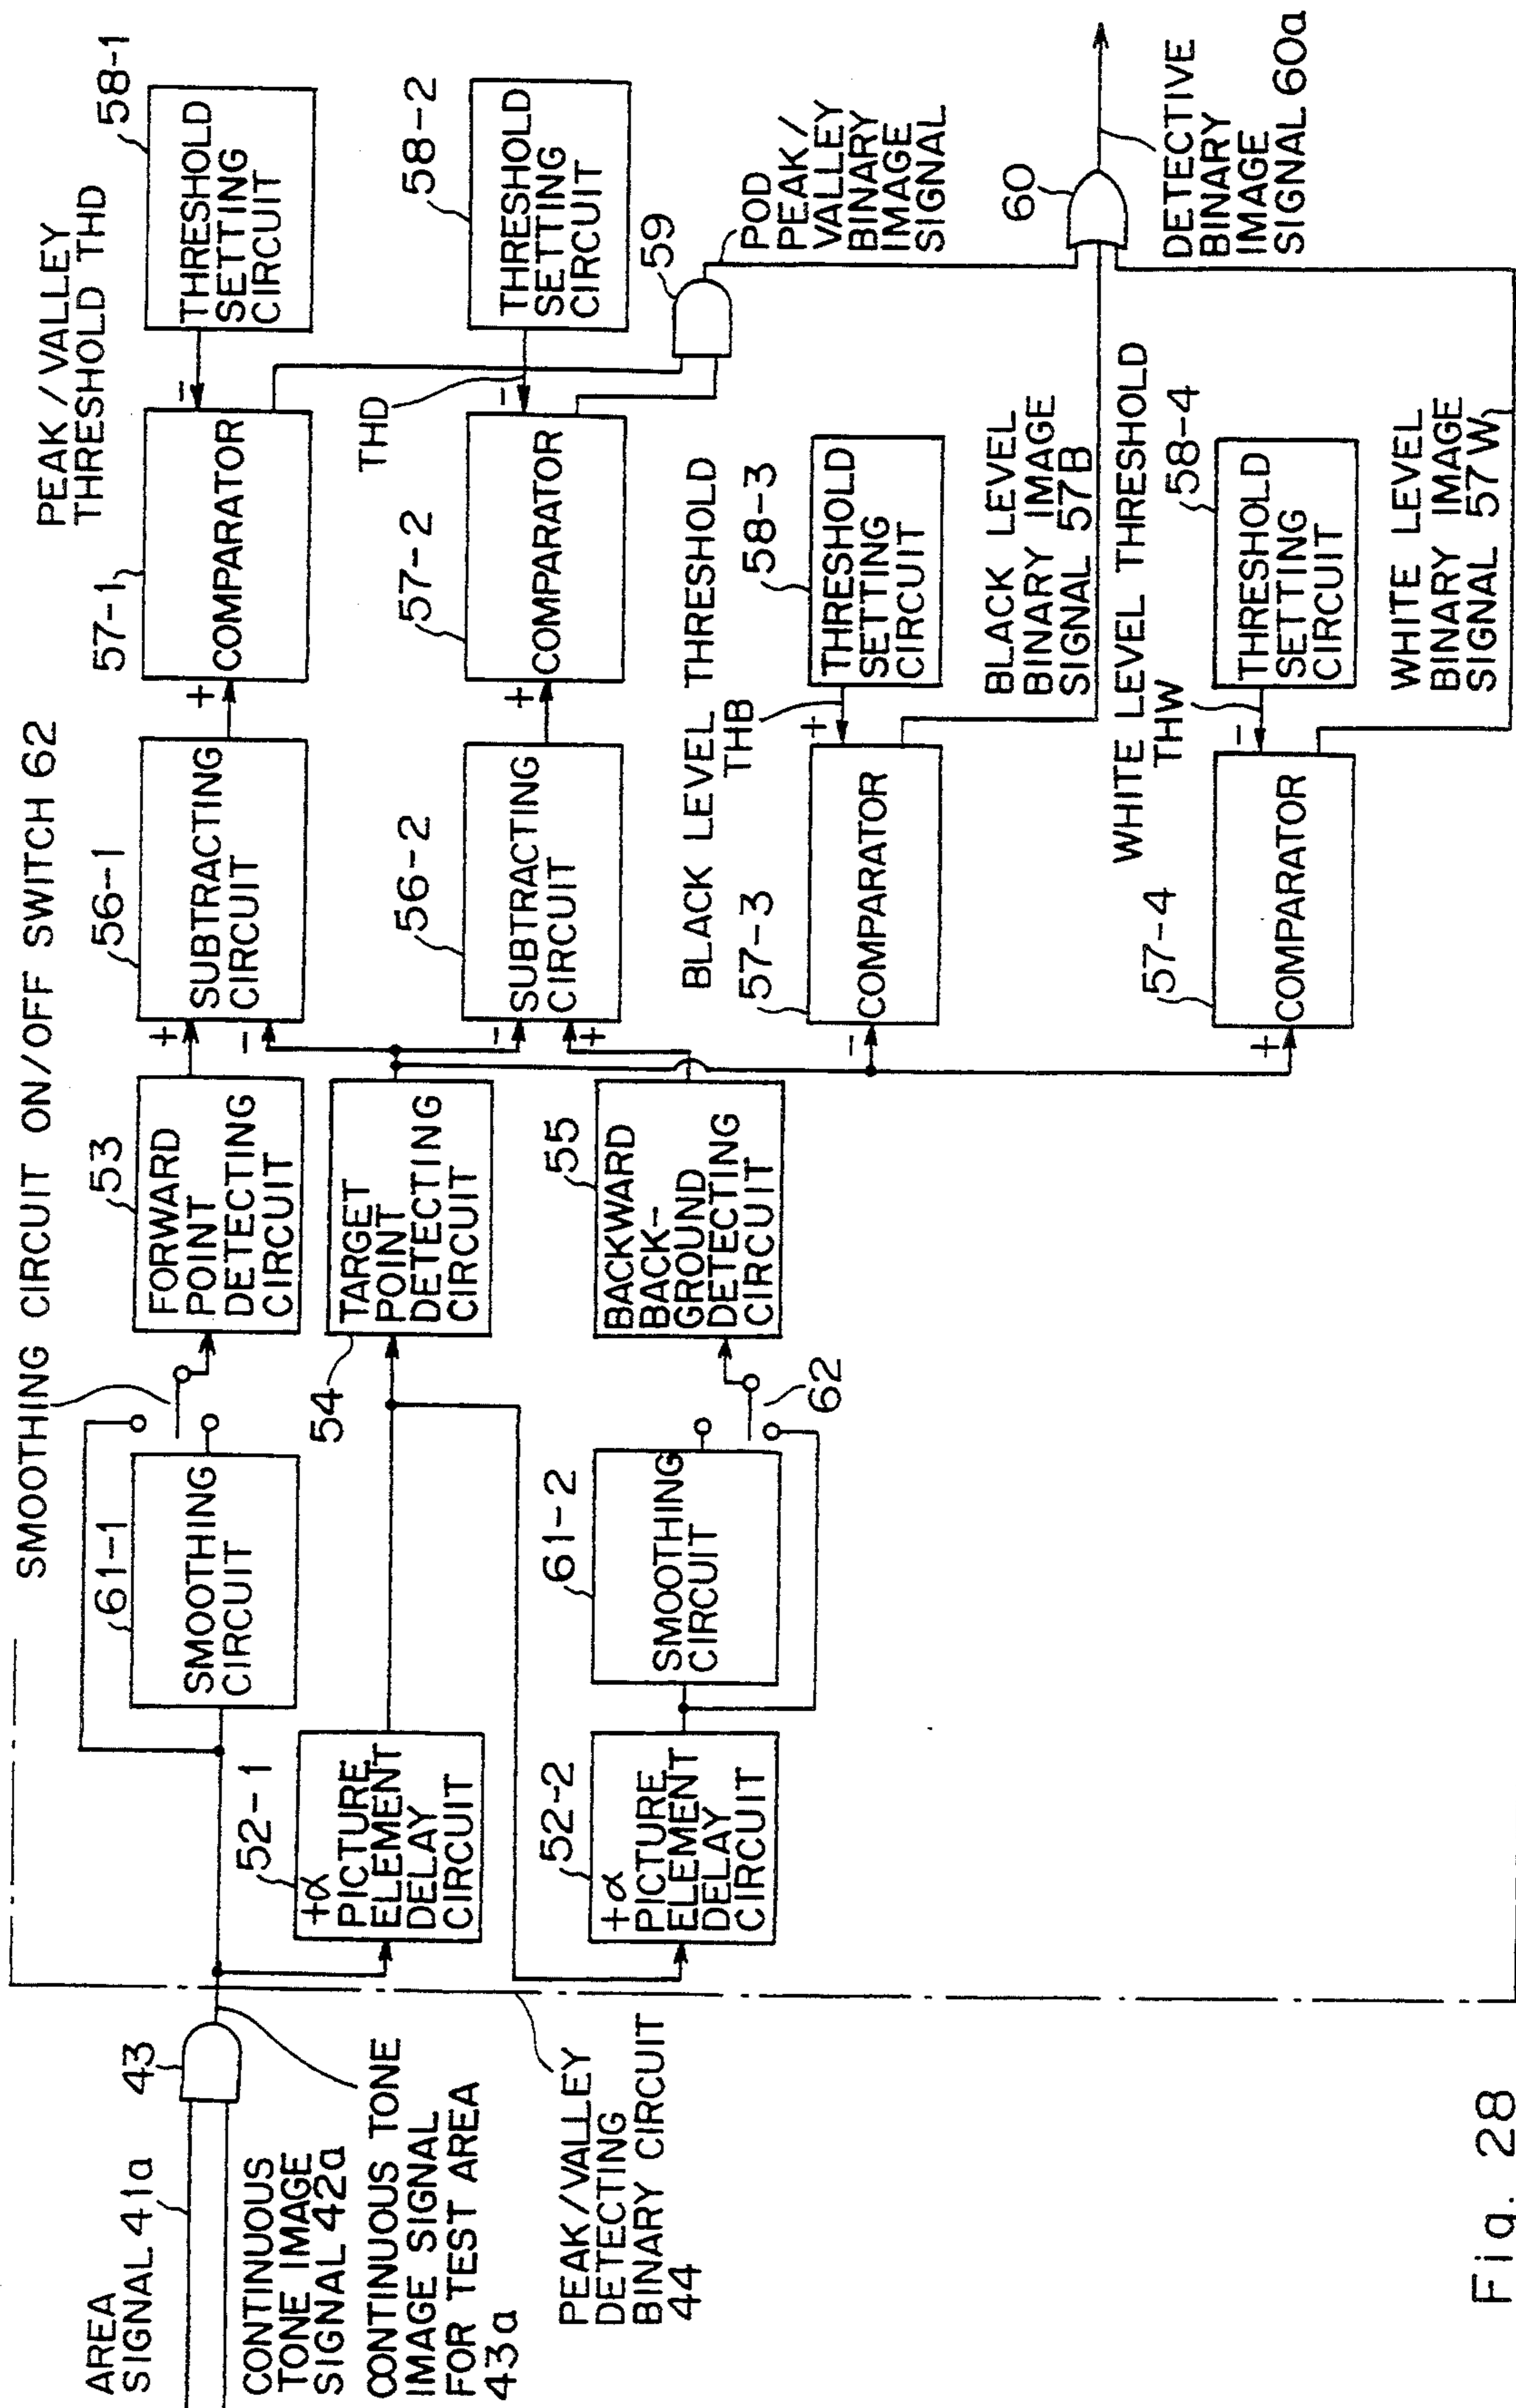 AREA
SIGNAL 41a
CONTINUOUS
TONE IMAGE
SIGNAL 42a
43
CONTINUOUS TONE
IMAGE SIGNAL
FOR TEST AREA
43a
PEAK/VALLEY
DETECTING
BINARY CIRCUIT
44
SMOOTHING CIRCUIT ON/OFF SWITCH 62
61-1
SMOOTHING
CIRCUIT
52-1
+α
PICTURE
ELEMENT
DELAY
CIRCUIT
52-2
+α
PICTURE
ELEMENT
DELAY
CIRCUIT
61-2
SMOOTHING
CIRCUIT
62
53
FORWARD
POINT
DETECTING
CIRCUIT
54
TARGET
POINT
DETECTING
CIRCUIT
55
BACKWARD
BACK-
GROUND
DETECTING
CIRCUIT
56-1
+
-
SUBTRACTING
CIRCUIT
56-2
-
+
SUBTRACTING
CIRCUIT
PEAK/VALLEY
THRESHOLD THD
57-1
+
-
COMPARATOR
58-1
THRESHOLD
SETTING
CIRCUIT
57-2
+
-
COMPARATOR
THD
58-2
THRESHOLD
SETTING
CIRCUIT
59
POD
PEAK/
VALLEY
BINARY
IMAGE
SIGNAL
BLACK LEVEL THRESHOLD
THB
57-3
-
+
COMPARATOR
58-3
THRESHOLD
SETTING
CIRCUIT
BLACK LEVEL
BINARY IMAGE
SIGNAL 57B
WHITE LEVEL THRESHOLD
THW
57-4
+
-
COMPARATOR
58-4
THRESHOLD
SETTING
CIRCUIT
WHITE LEVEL
BINARY IMAGE
SIGNAL 57W
60
DETECTIVE
BINARY
IMAGE
SIGNAL 60a
Fig. 28